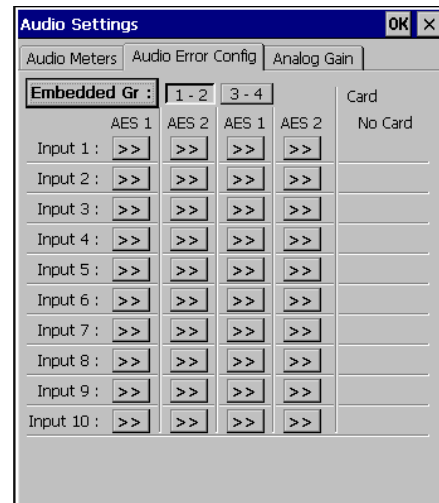 Audio Settings OK ×
Audio Meters Audio Error Config Analog Gain
Embedded Gr : 1 - 2 3 - 4 Card
AES 1 AES 2 AES 1 AES 2 No Card
Input 1 : >> >> >> >>
Input 2 : >> >> >> >>
Input 3 : >> >> >> >>
Input 4 : >> >> >> >>
Input 5 : >> >> >> >>
Input 6 : >> >> >> >>
Input 7 : >> >> >> >>
Input 8 : >> >> >> >>
Input 9 : >> >> >> >>
Input 10 : >> >> >> >>